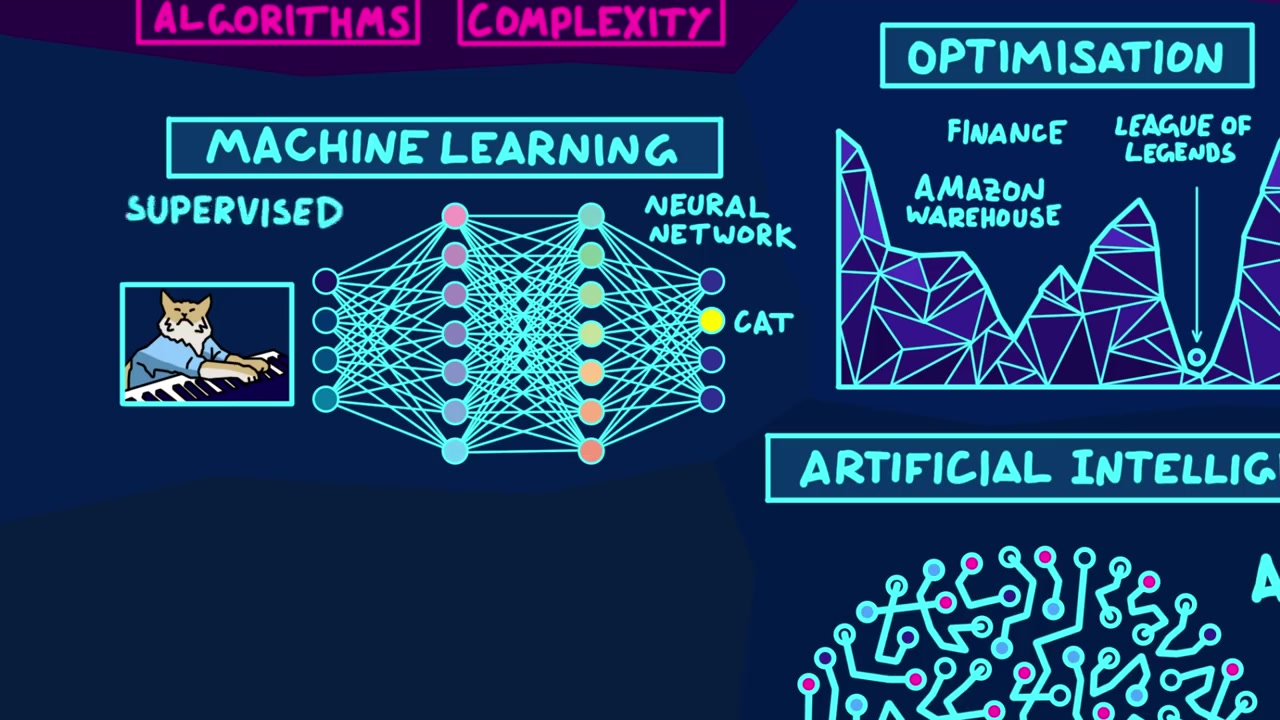 ALGORITHMS
COMPLEXITY
OPTIMISATION
MACHINE LEARNING
FINANCE
LEAGUE OF
LEGENDS
AMAZON
WAREHOUSE
SUPERVISED
NEURAL
NETWORK
CAT
ARTIFICIAL INTELLIG
A